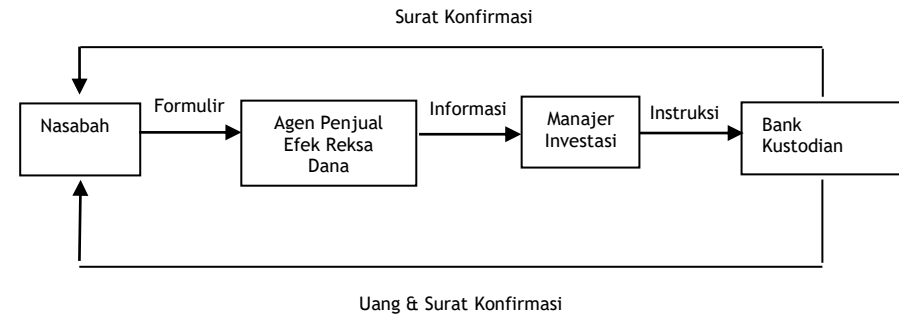 Surat Konfirmasi
Formulir
Informasi
Instruksi
Nasabah
Agen Penjual
Efek Reksa
Dana
Manajer
Investasi
Bank
Kustodian
Uang & Surat Konfirmasi